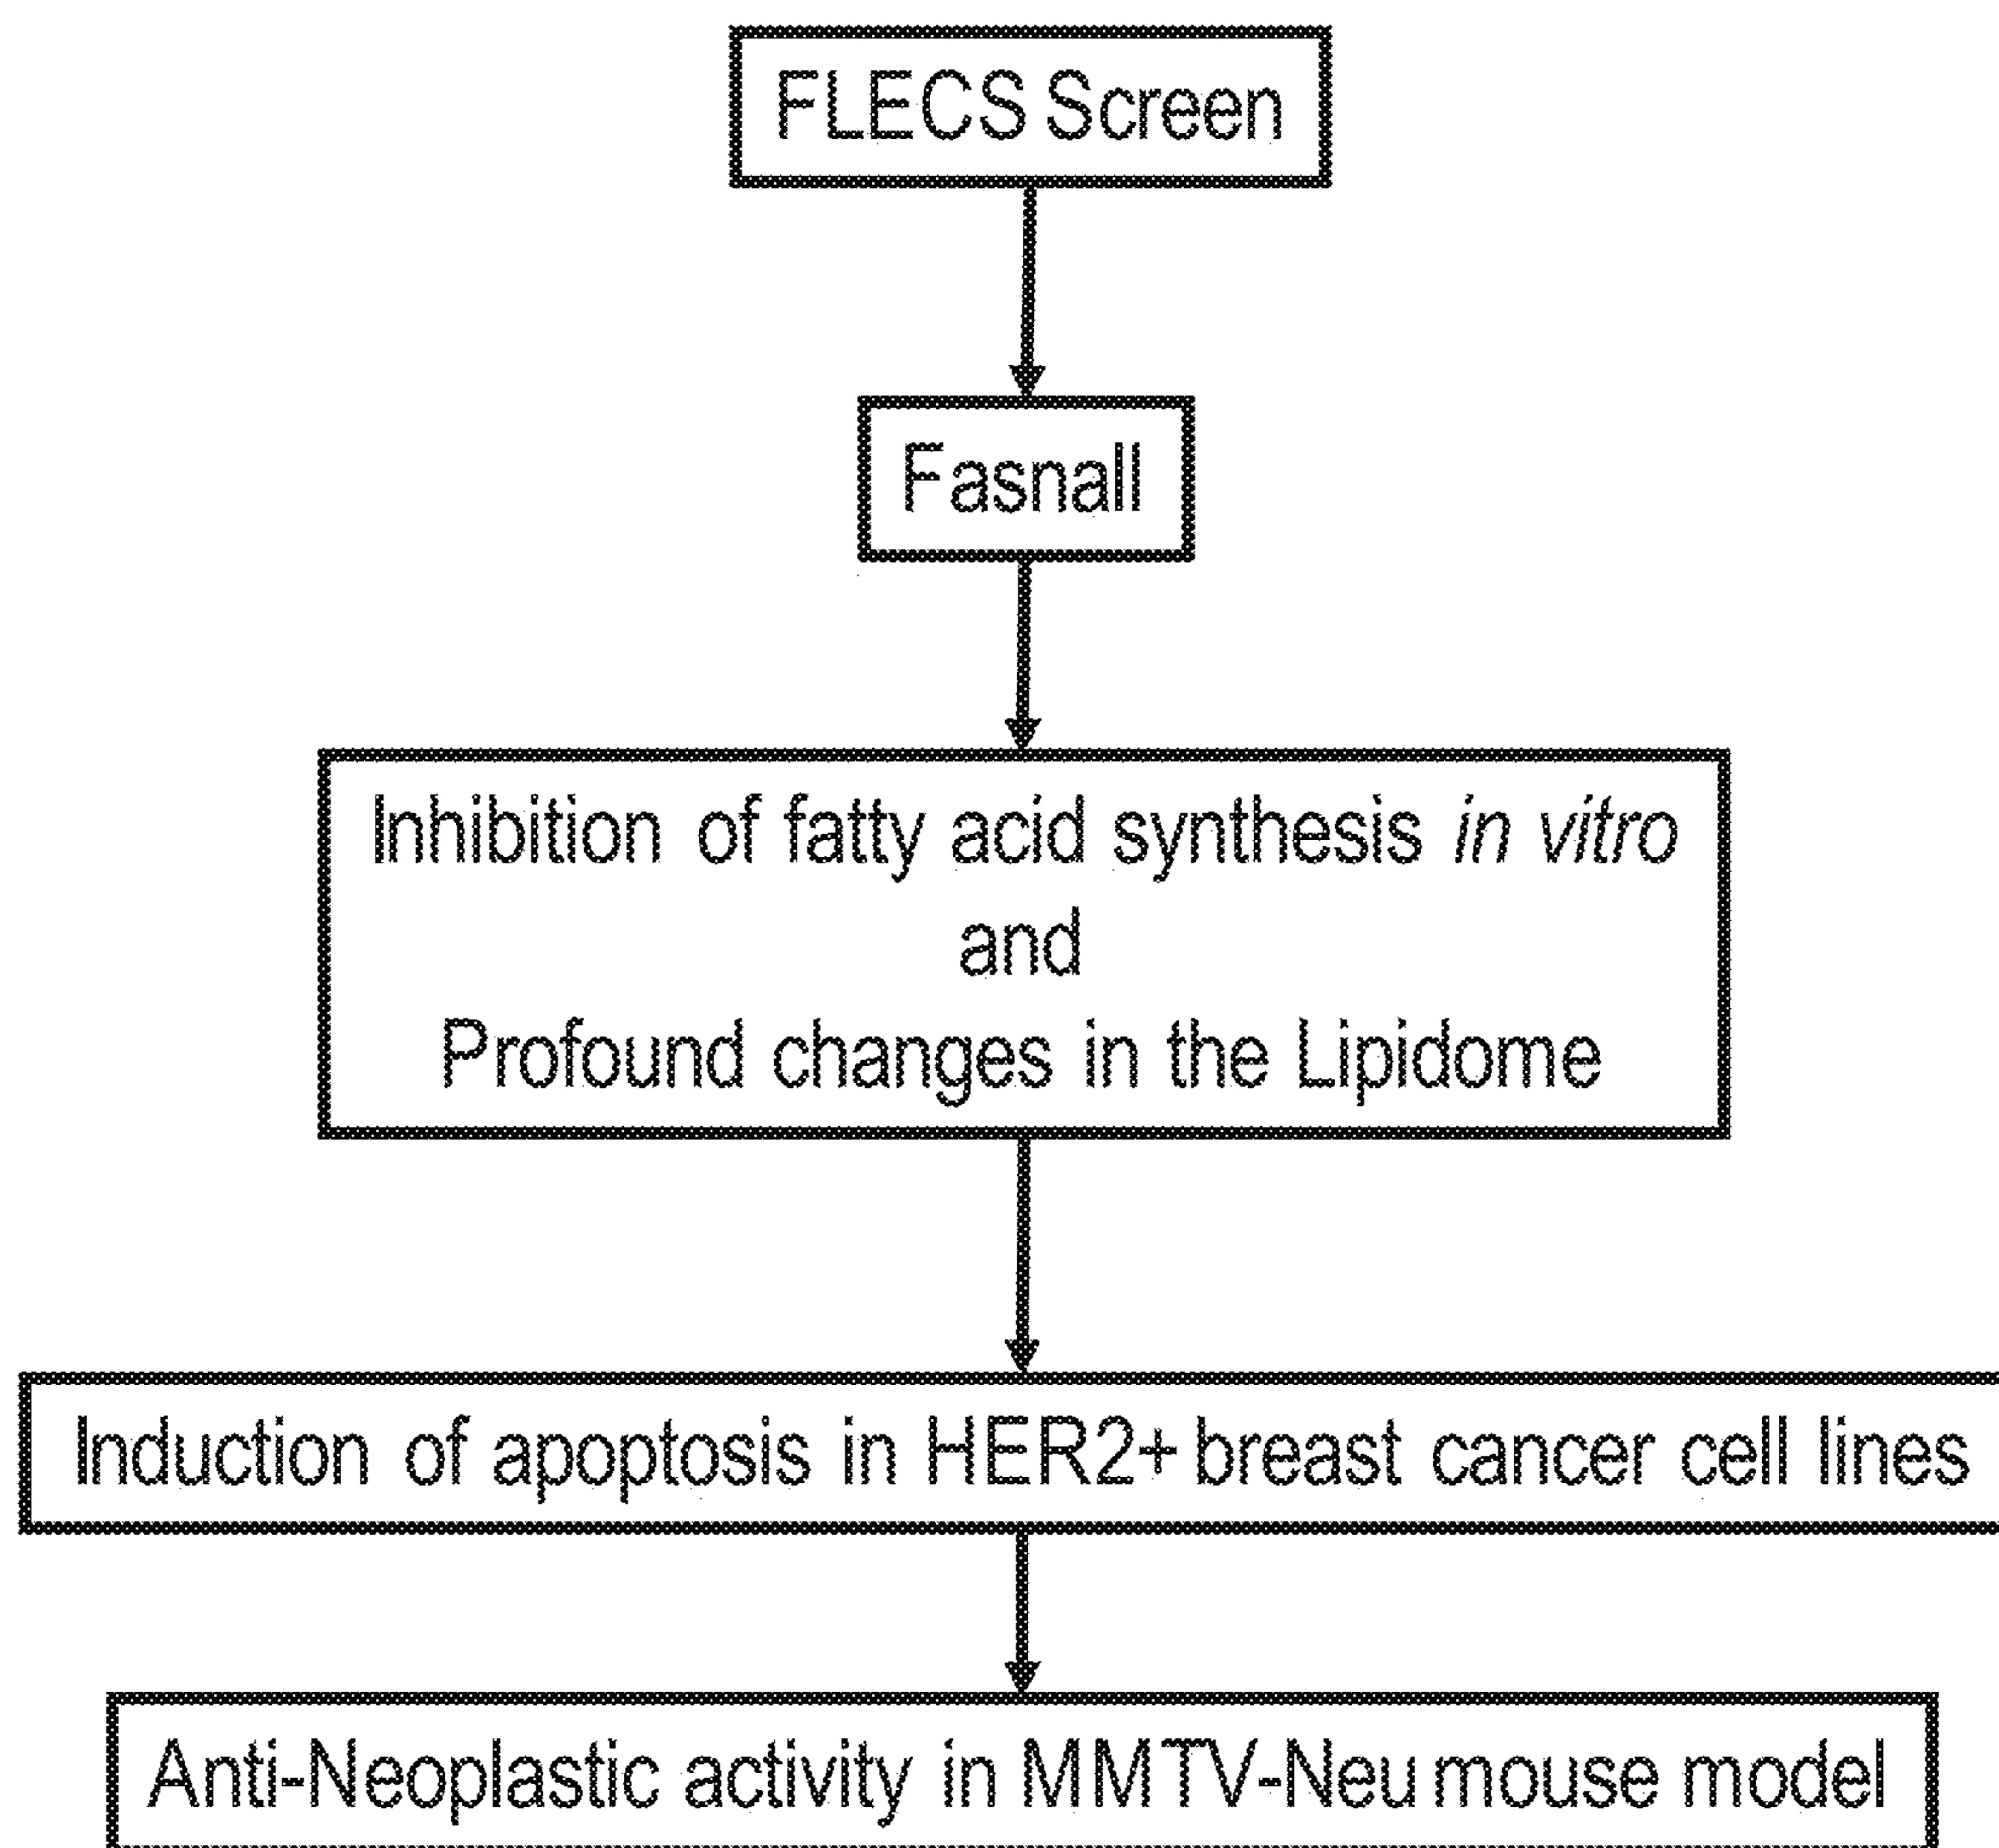 FLECS Screen
Fasnall
Inhibition of fatty acid synthesis in vitro
and
Profound changes in the Lipidome
Induction of apoptosis in HER2+ breast cancer cell lines
Anti-Neoplastic activity in MMTV-Neu mouse model